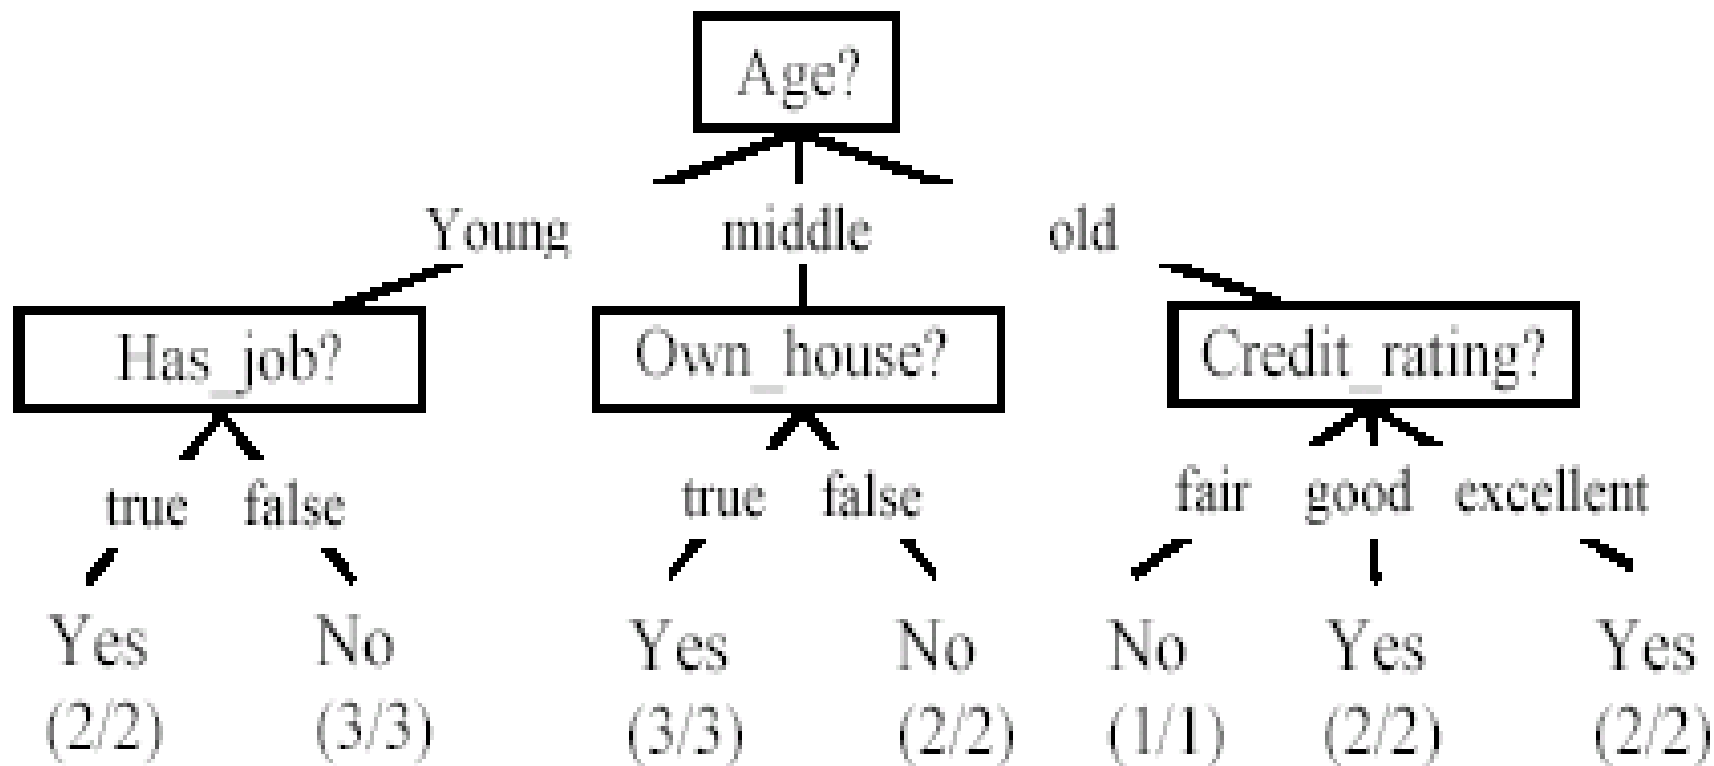 Age?
Young middle old
Has_job? Own_house? Credit_rating?
true false true false fair good excellent
Yes No Yes No No Yes Yes
(2/2) (3/3) (3/3) (2/2) (1/1) (2/2) (2/2)